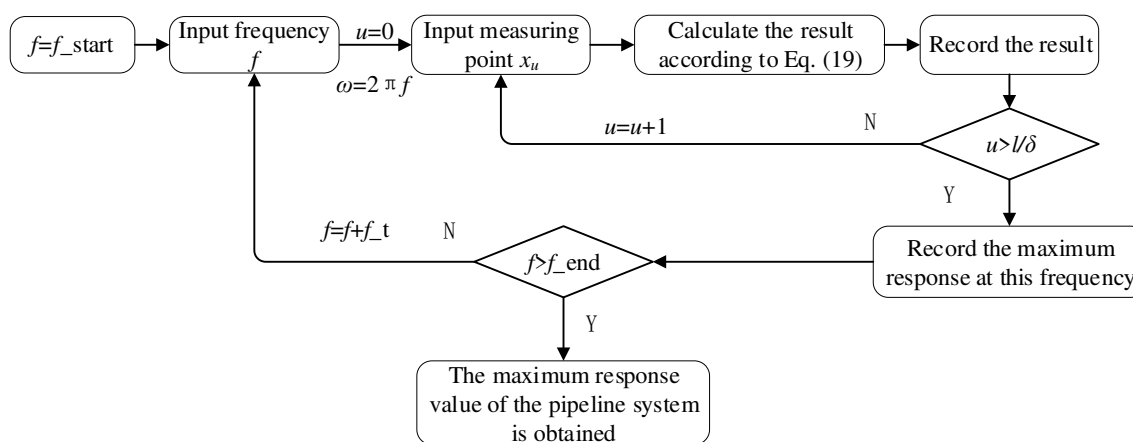 f=f_start
Input frequency
f
u=0
ω=2πf
Input measuring
point xᵤ
Calculate the result
according to Eq. (19)
Record the result
u=u+1
N
u>l/δ
Y
Record the maximum
response at this frequency
f=f+f_t
N
f>f_end
Y
The maximum response
value of the pipeline system
is obtained